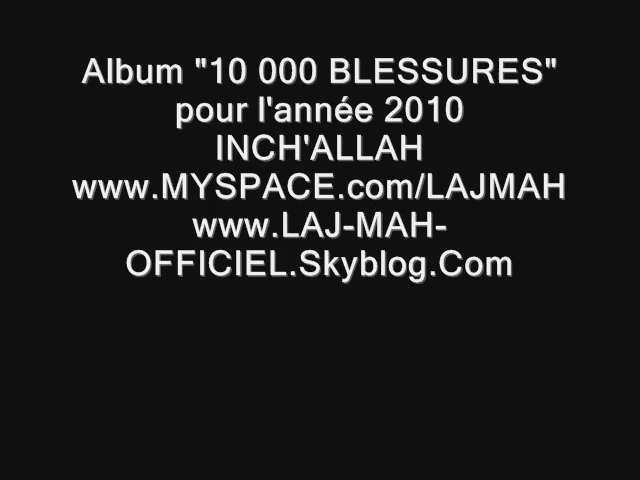 Album "10 000 BLESSURES"
pour l'année 2010
INCH'ALLAH
www.MYSPACE.com/LAJMAH
www.LAJ-MAH-
OFFICIEL.Skyblog.Com